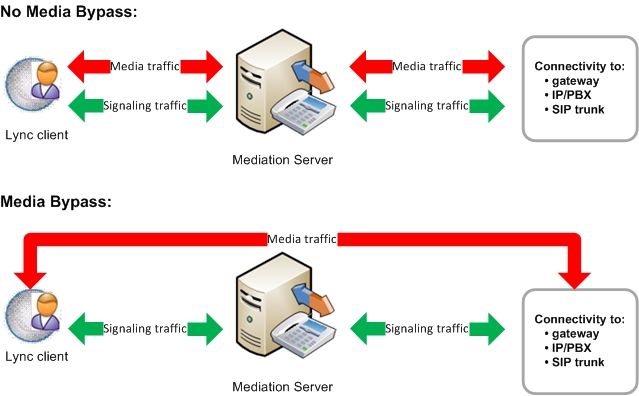 No Media Bypass:
Media traffic
Media traffic
Signaling traffic
Signaling traffic
Lync client
Mediation Server
Connectivity to:
• gateway
• IP/PBX
• SIP trunk
Media Bypass:
Media traffic
Signaling traffic
Signaling traffic
Lync client
Mediation Server
Connectivity to:
• gateway
• IP/PBX
• SIP trunk